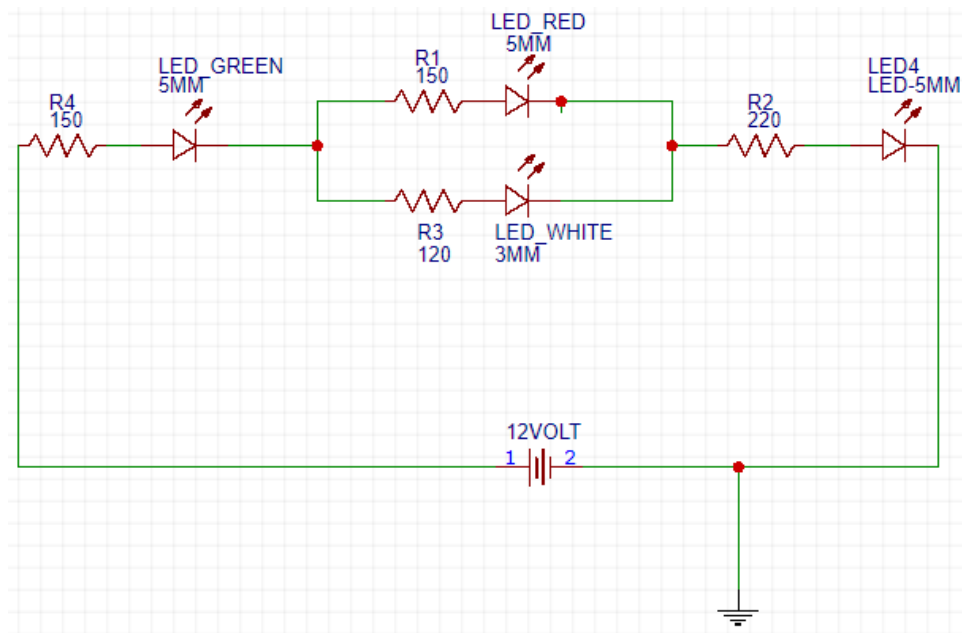 LED_RED
5MM
R1
150
LED_GREEN
5MM
LED4
LED-5MM
R4
150
R2
220
R3
120
LED_WHITE
3MM
12VOLT
1
2